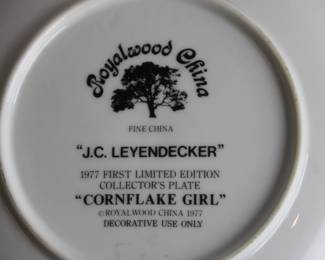 Royalwood China
FINE CHINA
"J.C. LEYENDECKER"
1977 FIRST LIMITED EDITION
COLLECTOR'S PLATE
"CORNFLAKE GIRL"
©ROYALWOOD CHINA 1977
DECORATIVE USE ONLY